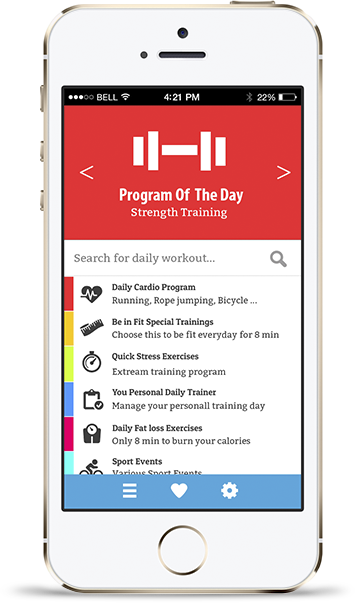 BELL 4:21 PM 22%
Program Of The Day
Strength Training
Search for daily workout...
Daily Cardio Program
Running, Rope jumping, Bicycle ...
Be in Fit Special Trainings
Choose this to be fit everyday for 8 min
Quick Stress Exercises
Extream training program
You Personal Daily Trainer
Manage your personall training day
Daily Fat loss Exercises
Only 8 min to burn your calories
Sport Events
Various Sport Events